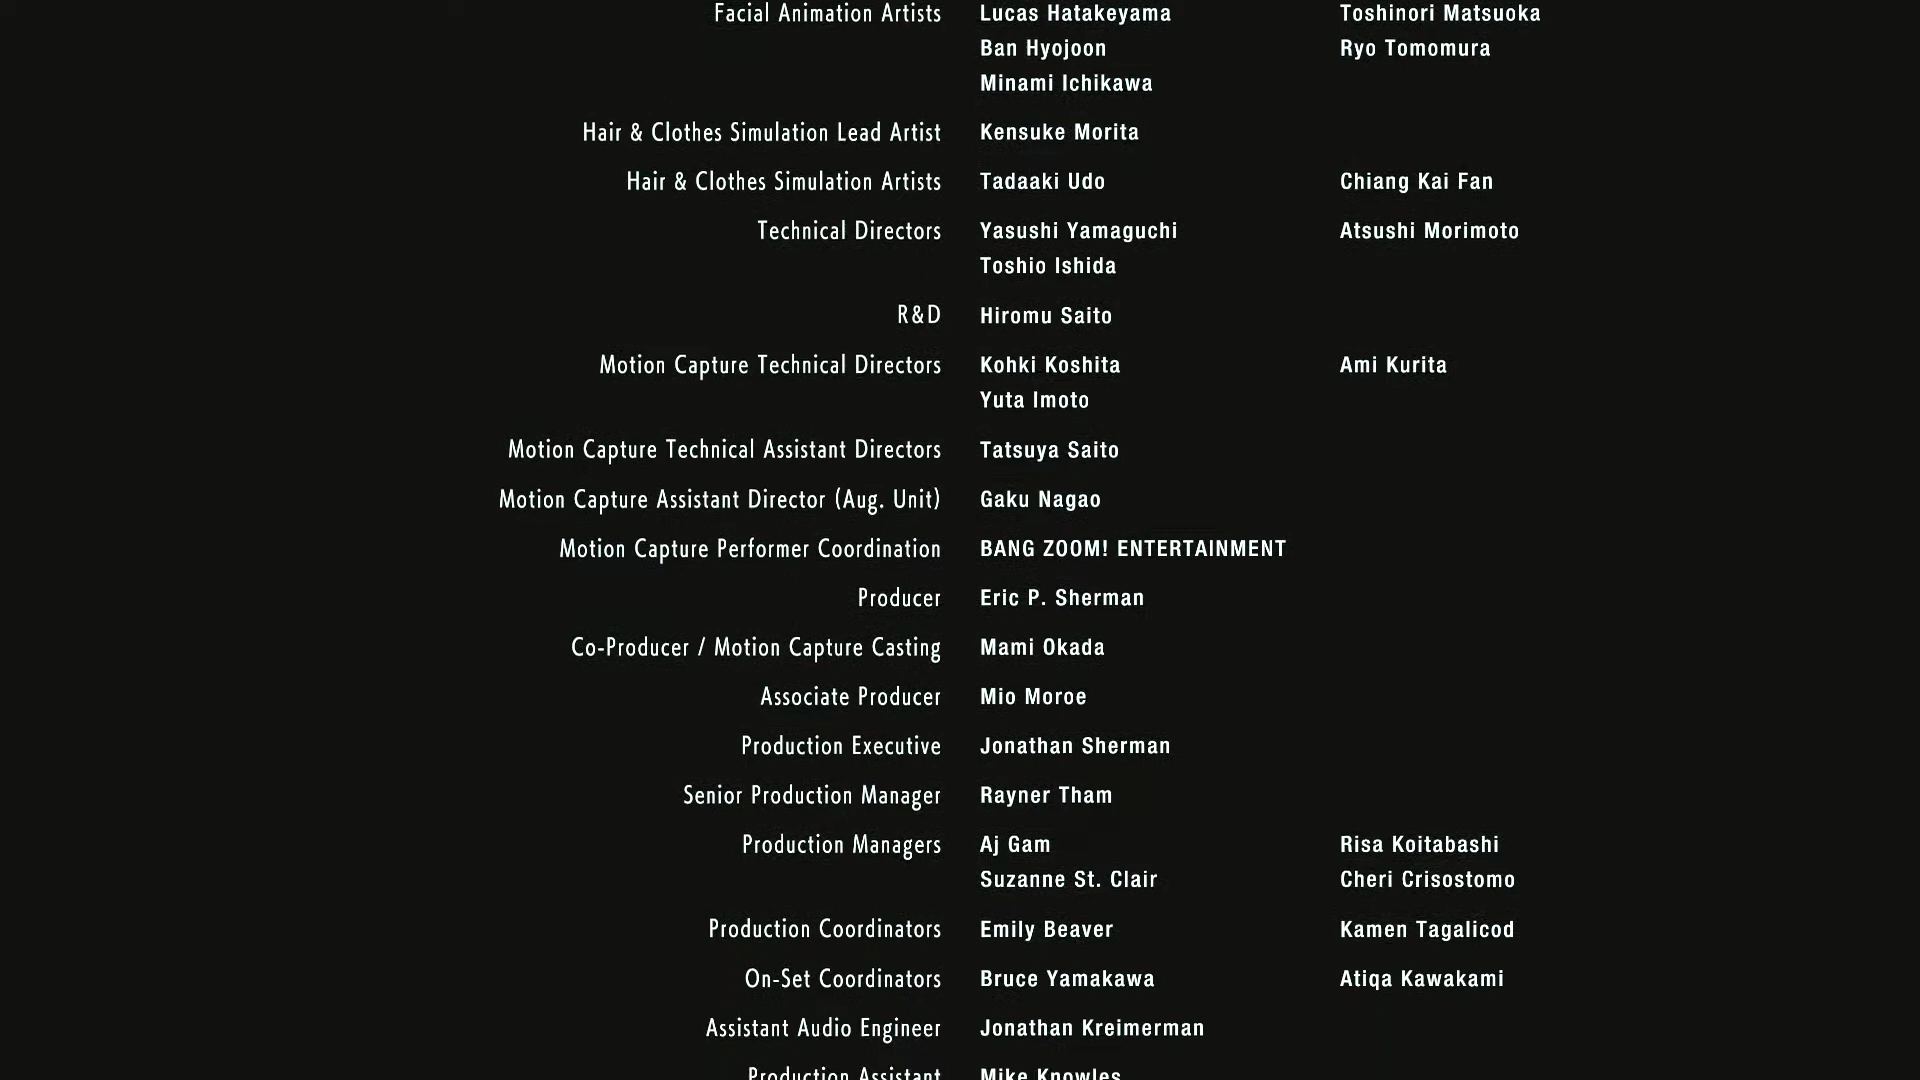 Facial Animation Artists Lucas Hatakeyama Toshinori Matsuoka
Ban Hyojoon Ryo Tomomura
Minami Ichikawa
Hair & Clothes Simulation Lead Artist Kensuke Morita
Hair & Clothes Simulation Artists Tadaaki Udo Chiang Kai Fan
Technical Directors Yasushi Yamaguchi Atsushi Morimoto
Toshio Ishida
R&D Hiromu Saito
Motion Capture Technical Directors Kohki Koshita Ami Kurita
Yuta Imoto
Motion Capture Technical Assistant Directors Tatsuya Saito
Motion Capture Assistant Director (Aug. Unit) Gaku Nagao
Motion Capture Performer Coordination BANG ZOOM! ENTERTAINMENT
Producer Eric P. Sherman
Co-Producer / Motion Capture Casting Mami Okada
Associate Producer Mio Moroe
Production Executive Jonathan Sherman
Senior Production Manager Rayner Tham
Production Managers Aj Gam Risa Koitabashi
Suzanne St. Clair Cheri Crisostomo
Production Coordinators Emily Beaver Kamen Tagalicod
On-Set Coordinators Bruce Yamakawa Atiqa Kawakami
Assistant Audio Engineer Jonathan Kreimerman
Production Assistant Mike Knowles